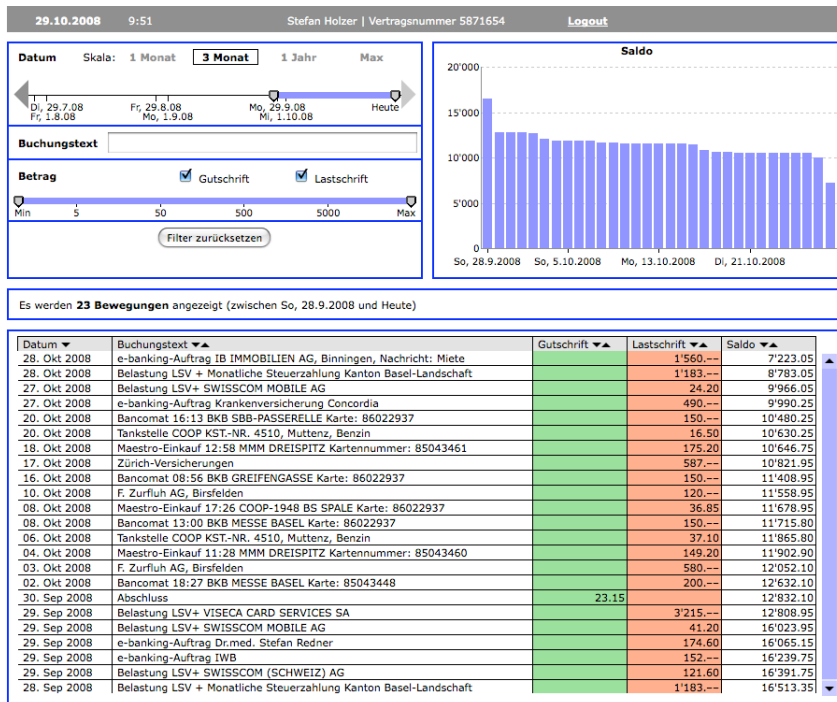 29.10.2008 9:51 Stefan Holzer | Vertragsnummer 5871654 Logout
Datum Skala: 1 Monat 3 Monat 1 Jahr Max
Di, 29.7.08 Fr, 29.8.08 Mo, 29.9.08 Heute
Fr, 1.8.08 Mo, 1.9.08 Mi, 1.10.08
Buchungstext
Betrag Gutschrift Lastschrift
Min 5 50 500 5000 Max
Filter zurücksetzen
Saldo
20'000
15'000
10'000
5'000
0
So, 28.9.2008 So, 5.10.2008 Mo, 13.10.2008 Di, 21.10.2008
Es werden 23 Bewegungen angezeigt (zwischen So, 28.9.2008 und Heute)
Datum ▼ Buchungstext ▼▲ Gutschrift ▼▲ Lastschrift ▼▲ Saldo ▼▲
28. Okt 2008 e-banking-Auftrag IB IMMOBILIEN AG, Binningen, Nachricht: Miete 1'560.-- 7'223.05
28. Okt 2008 Belastung LSV + Monatliche Steuerzahlung Kanton Basel-Landschaft 1'183.-- 8'783.05
27. Okt 2008 Belastung LSV+ SWISSCOM MOBILE AG 24.20 9'966.05
27. Okt 2008 e-banking-Auftrag Krankenversicherung Concordia 490.-- 9'990.25
20. Okt 2008 Bancomat 16:13 BKB SBB-PASSERELLE Karte: 86022937 150.-- 10'480.25
20. Okt 2008 Tankstelle COOP KST.-NR. 4510, Muttenz, Benzin 16.50 10'630.25
18. Okt 2008 Maestro-Einkauf 12:58 MMM DREISPITZ Kartennummer: 85043461 175.20 10'646.75
17. Okt 2008 Zürich-Versicherungen 587.-- 10'821.95
16. Okt 2008 Bancomat 08:56 BKB GREIFENGASSE Karte: 86022937 150.-- 11'408.95
10. Okt 2008 F. Zurfluh AG, Birsfelden 120.-- 11'558.95
08. Okt 2008 Maestro-Einkauf 17:26 COOP-1948 BS SPALE Karte: 86022937 36.85 11'678.95
08. Okt 2008 Bancomat 13:00 BKB MESSE BASEL Karte: 86022937 150.-- 11'715.80
06. Okt 2008 Tankstelle COOP KST.-NR. 4510, Muttenz, Benzin 37.10 11'865.80
04. Okt 2008 Maestro-Einkauf 11:28 MMM DREISPITZ Kartennummer: 85043460 149.20 11'902.90
03. Okt 2008 F. Zurfluh AG, Birsfelden 580.-- 12'052.10
02. Okt 2008 Bancomat 18:27 BKB MESSE BASEL Karte: 85043448 200.-- 12'632.10
30. Sep 2008 Abschluss 23.15 12'832.10
29. Sep 2008 Belastung LSV+ VISECA CARD SERVICES SA 3'215.-- 12'808.95
29. Sep 2008 Belastung LSV+ SWISSCOM MOBILE AG 41.20 16'023.95
29. Sep 2008 e-banking-Auftrag Dr.med. Stefan Redner 174.60 16'065.15
29. Sep 2008 e-banking-Auftrag IWB 152.-- 16'239.75
29. Sep 2008 Belastung LSV+ SWISSCOM (SCHWEIZ) AG 121.60 16'391.75
28. Sep 2008 Belastung LSV + Monatliche Steuerzahlung Kanton Basel-Landschaft 1'183.-- 16'513.35